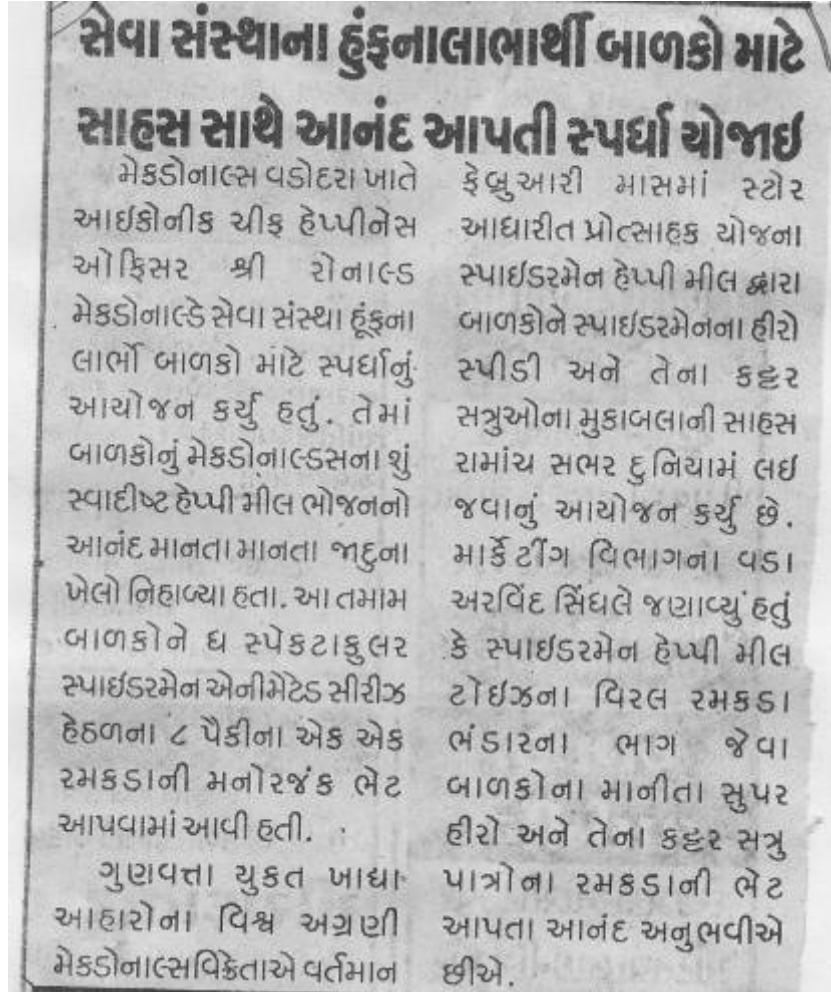 સેવા સંસ્થાના હુંફનાલાભાર્થી બાળકો માટે
સાહસ સાથે આનંદ આપતી સ્પર્ધા યોજાઇ
મેકડોનાલ્સ વડોદરા ખાતે
આઇકોનીક ચીફ હેપ્પીનેસ
ઓફિસર શ્રી રોનાલ્ડ
મેકડોનાલ્ડે સેવા સંસ્થા હૂંફના
લાર્ભો બાળકો માટે સ્પર્ધાનું
આયોજન કર્યુ હતું. તેમાં
બાળકોનું મેકડોનાલ્ડસના શું
સ્વાદીષ્ટ હેપ્પી મીલ ભોજનનો
આનંદ માનતા માનતા જાદુના
ખેલો નિહાળ્યા હતા. આ તમામ
બાળકોને ધ સ્પેકટાકુલર
સ્પાઇડરમેન એનીમેટેડ સીરીઝ
હેઠળના ૮ પૈકીના એક એક
રમકડાની મનોરજંક ભેટ
આપવામાં આવી હતી.
ગુણવત્તા યુકત ખાદ્યા
આહારોના વિશ્વ અગ્રણી
મેકડોનાલ્સવિક્રેતાએ વર્તમાન
ફેબ્રુઆરી માસમાં સ્ટોર
આધારીત પ્રોત્સાહક યોજના
સ્પાઇડરમેન હેપ્પી મીલ દ્વારા
બાળકોને સ્પાઇડરમેનના હીરો
સ્પીડી અને તેના કટ્ટર
સત્રુઓના મુકાબલાની સાહસ
રામાંચ સભર દુનિયામં લઇ
જવાનું આયોજન કર્યુ છે.
માર્કેટીંગ વિભાગના વડા
અરવિંદ સિંઘલે જણાવ્યું હતું
કે સ્પાઇડરમેન હેપ્પી મીલ
ટોઇઝના વિરલ રમકડા
ભંડારના ભાગ જેવા
બાળકોના માનીતા સુપર
હીરો અને તેના કટ્ટર સત્રુ
પાત્રોના રમકડાની ભેટ
આપતા આનંદ અનુભવીએ
છીએ.